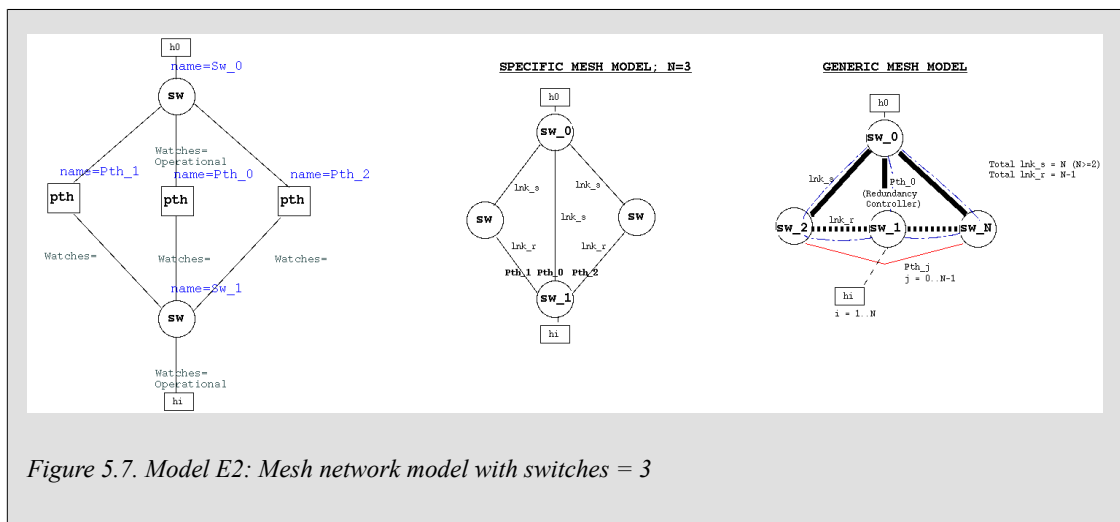 h0
name=Sw_0
sw
Watches=
Operational
name=Pth_1
name=Pth_0
name=Pth_2
pth
pth
pth
Watches=
Watches=
Watches=
name=Sw_1
sw
Watches=
Operational
hi
SPECIFIC MESH MODEL; N=3
h0
sw_0
lnk_s
lnk_s
lnk_s
sw
sw
lnk_r
lnk_r
Pth_1
Pth_0
Pth_2
sw_1
hi
GENERIC MESH MODEL
h0
sw_0
Total lnk_s = N (N>=2)
Total lnk_r = N-1
lnk_s
Pth_0
(Redundancy
Controller)
lnk_r
sw_2
sw_1
sw_N
Pth_j
j = 0..N-1
hi
i = 1..N
Figure 5.7. Model E2: Mesh network model with switches = 3